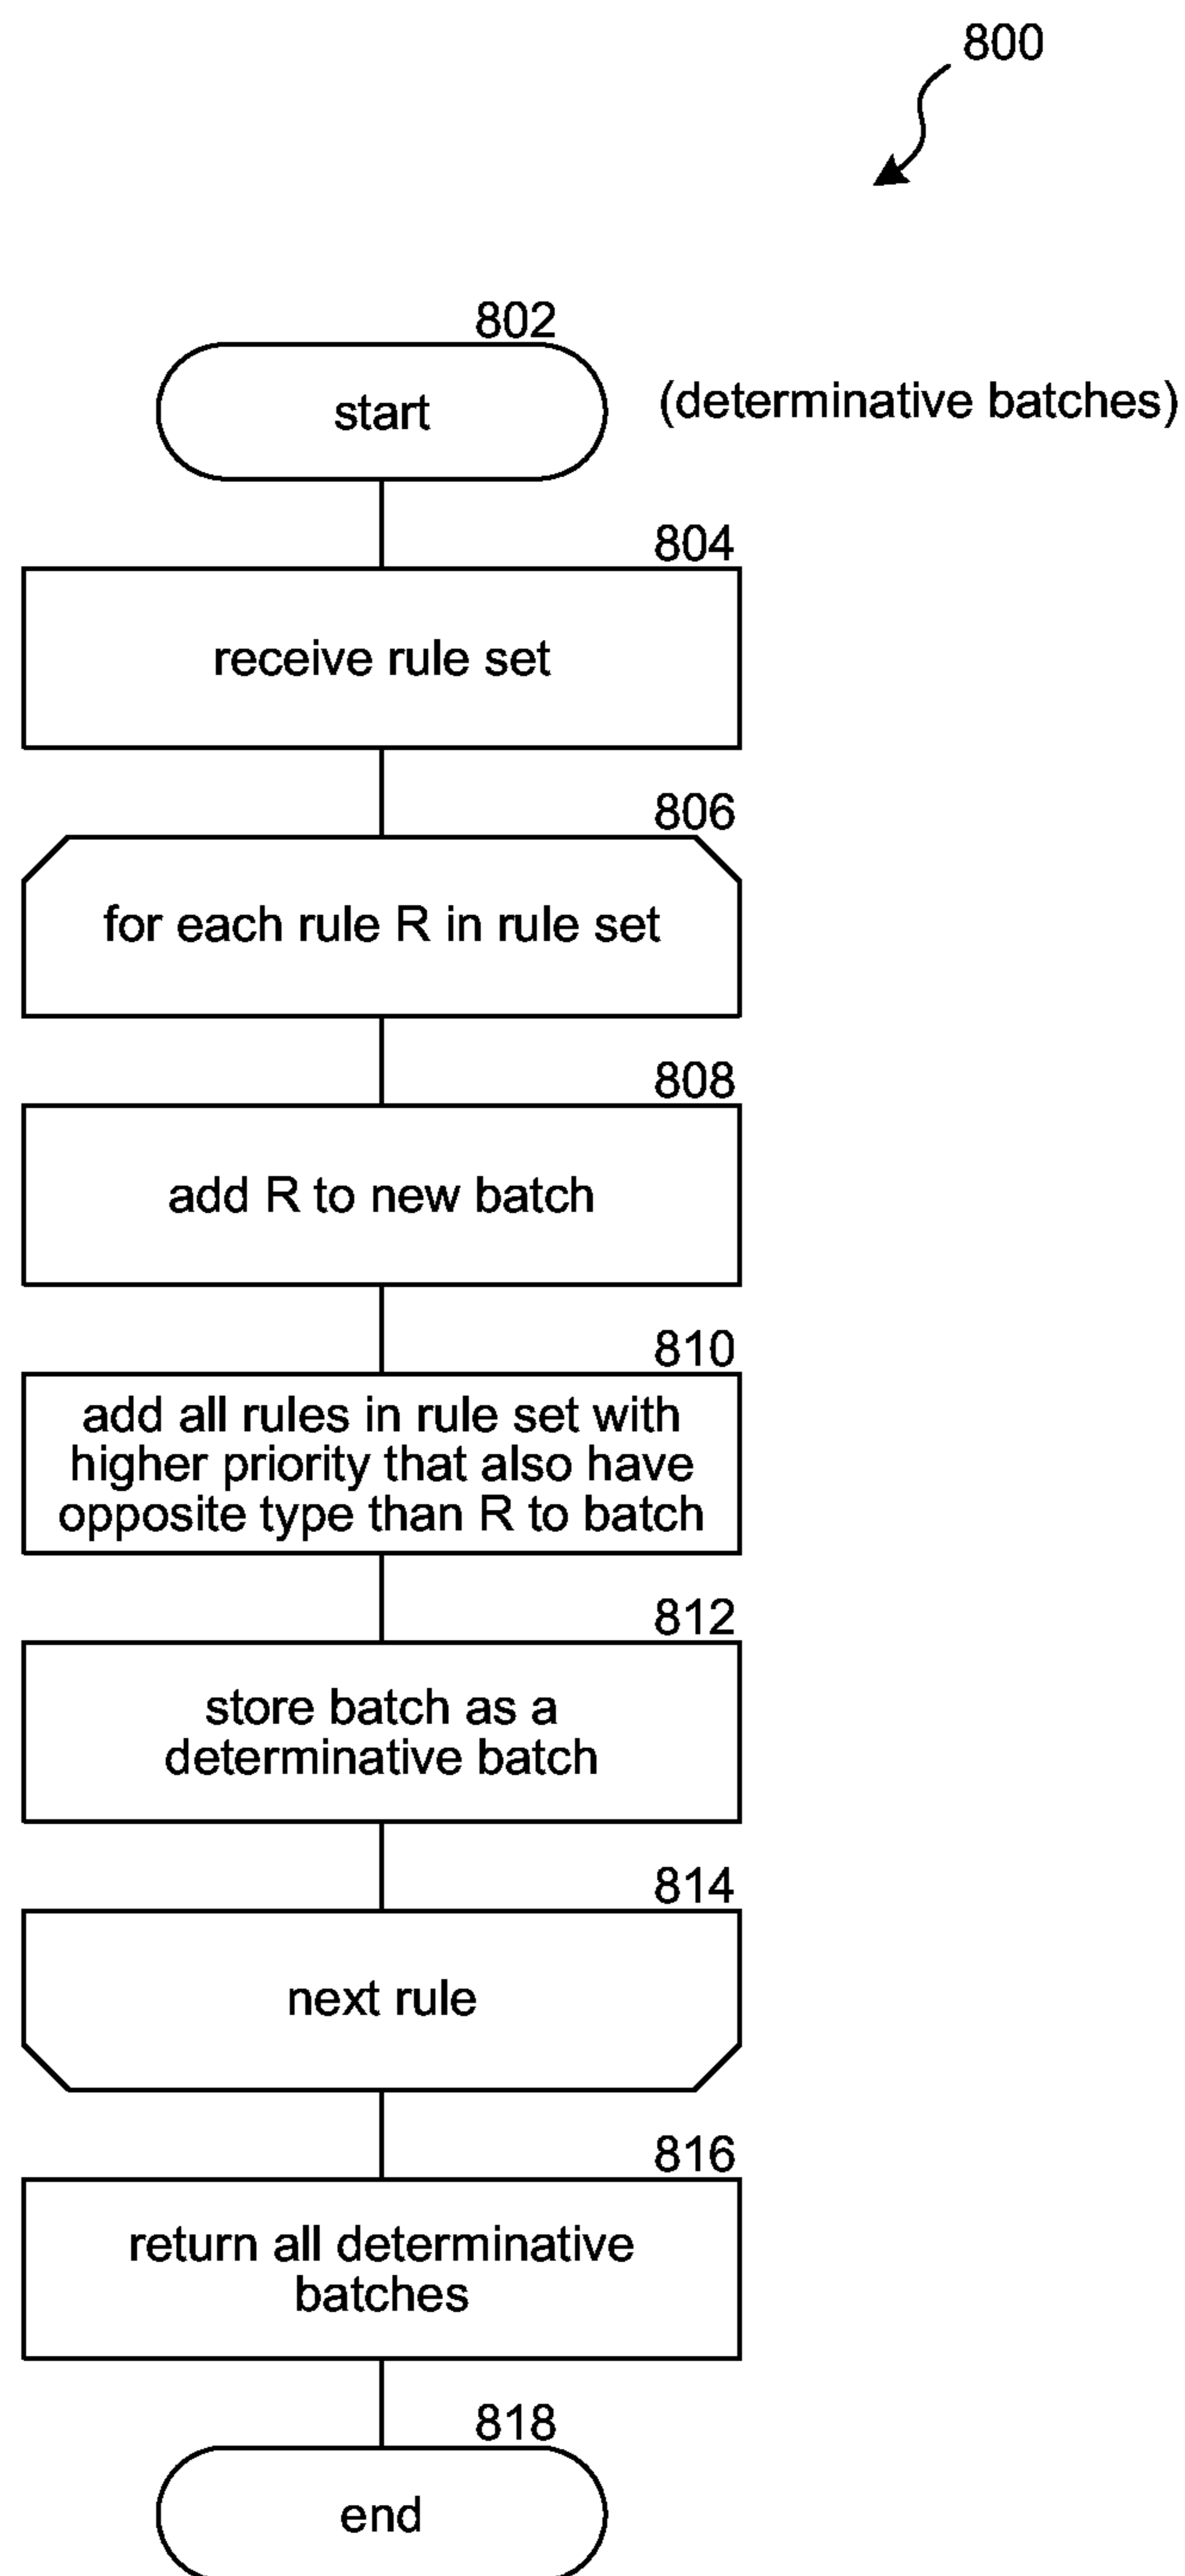 800
802
start
(determinative batches)
804
receive rule set
806
for each rule R in rule set
808
add R to new batch
810
add all rules in rule set with
higher priority that also have
opposite type than R to batch
812
store batch as a
determinative batch
814
next rule
816
return all determinative
batches
818
end